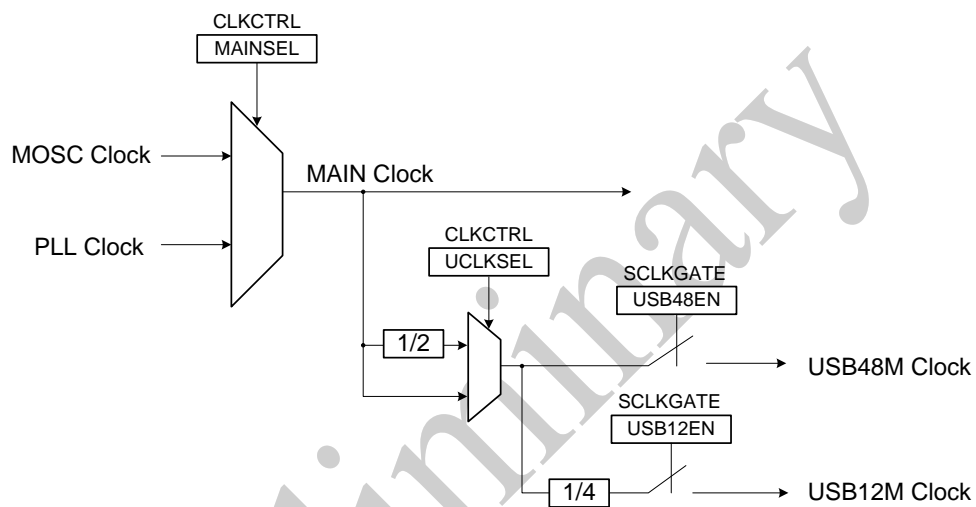 CLKCTRL
MAINSEL
MOSC Clock
MAIN Clock
PLL Clock
CLKCTRL
UCLKSEL
SCLKGATE
USB48EN
1/2
USB48M Clock
SCLKGATE
USB12EN
1/4
USB12M Clock